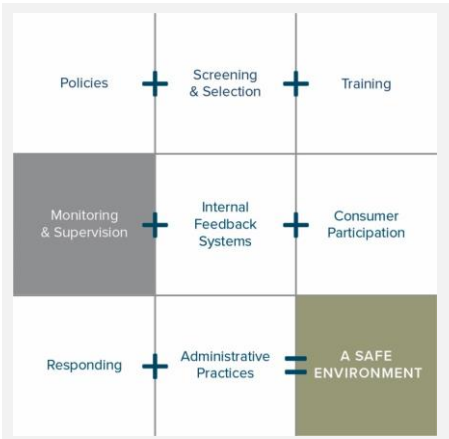 Policies
Screening
& Selection
Training
Monitoring
& Supervision
Internal
Feedback
Systems
Consumer
Participation
Responding
Administrative
Practices
A SAFE
ENVIRONMENT